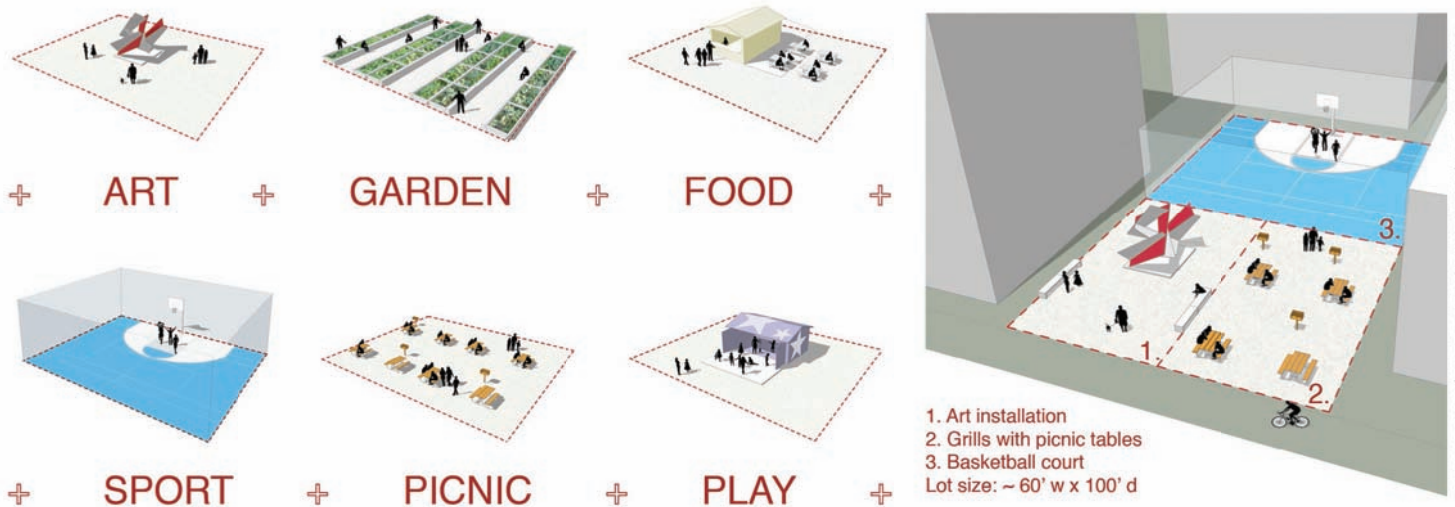 ART
GARDEN
FOOD
SPORT
PICNIC
PLAY
3.
1.
2.
1. Art installation
2. Grills with picnic tables
3. Basketball court
Lot size: ~ 60' w x 100' d